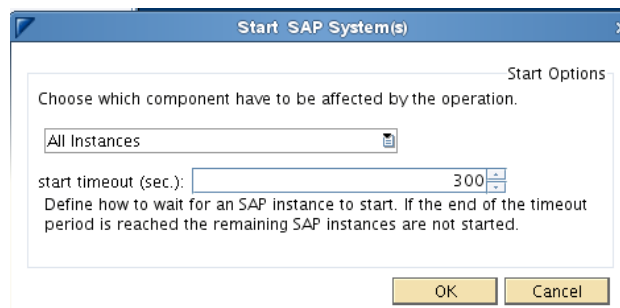 Start SAP System(s)
Start Options
Choose which component have to be affected by the operation.
All Instances
start timeout (sec.): 300
Define how to wait for an SAP instance to start. If the end of the timeout
period is reached the remaining SAP instances are not started.
OK Cancel